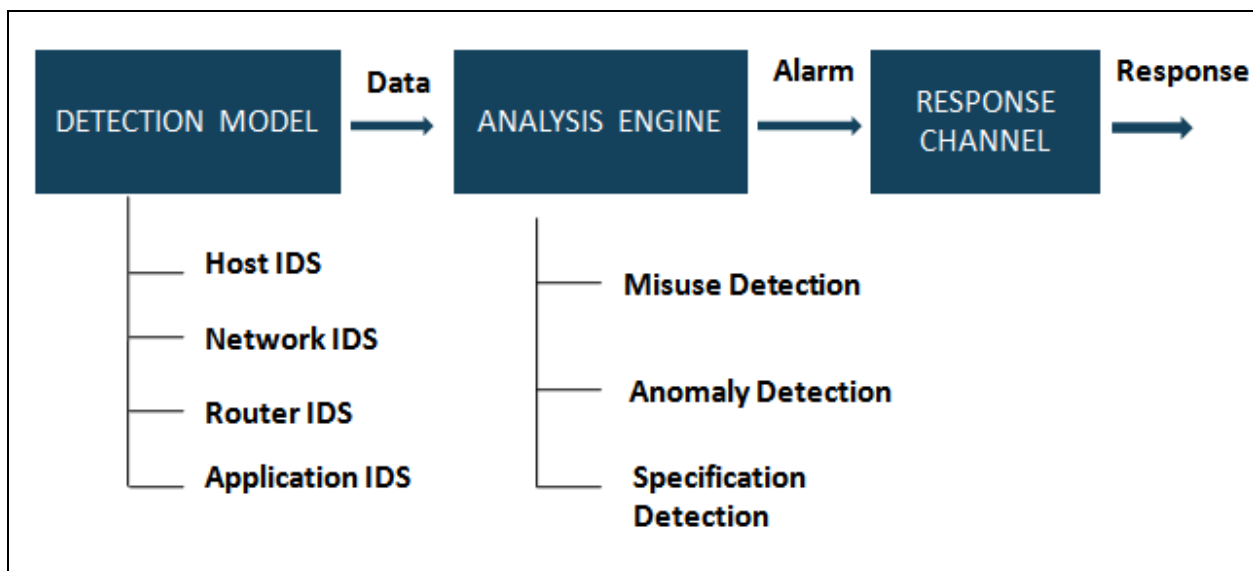 DETECTION MODEL
Data
ANALYSIS ENGINE
Alarm
RESPONSE
CHANNEL
Response
Host IDS
Network IDS
Router IDS
Application IDS
Misuse Detection
Anomaly Detection
Specification
Detection